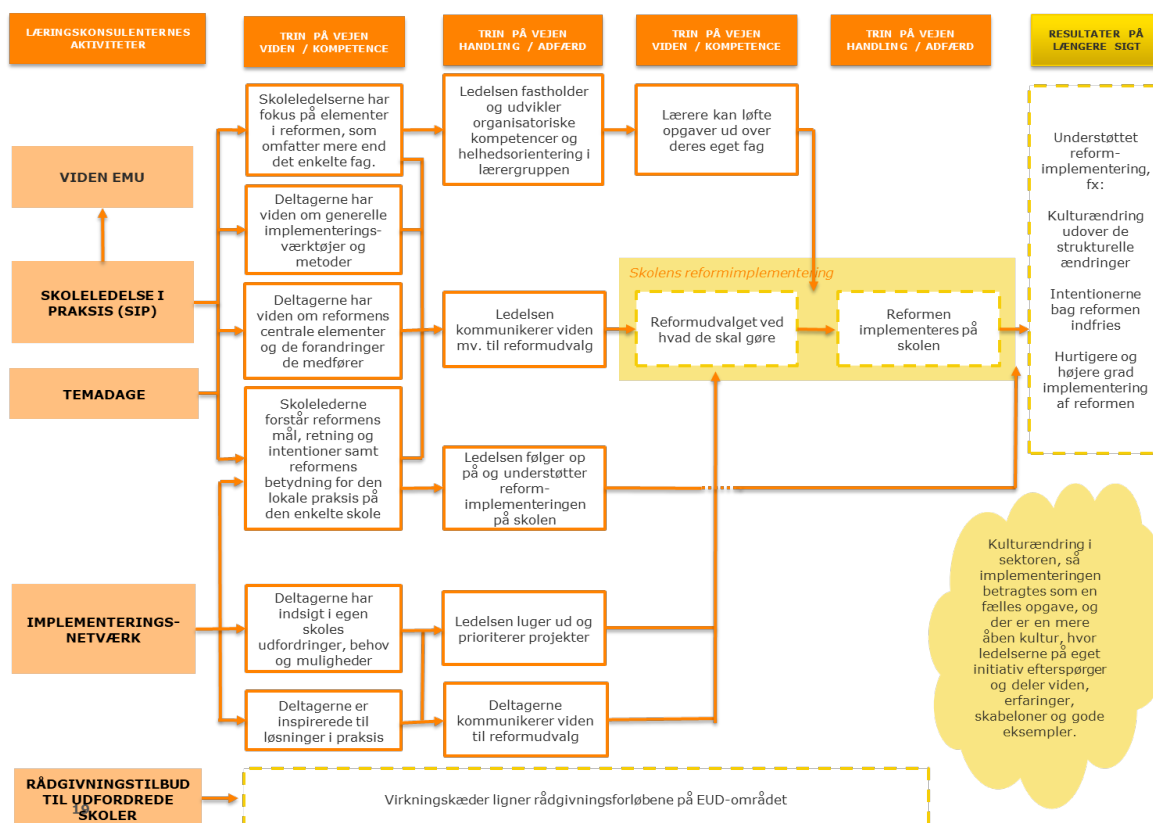 LÆRINGSKONSULENTERNES
AKTIVITETER
TRIN PÅ VEJEN
VIDEN / KOMPETENCE
TRIN PÅ VEJEN
HANDLING / ADFÆRD
TRIN PÅ VEJEN
VIDEN / KOMPETENCE
TRIN PÅ VEJEN
HANDLING / ADFÆRD
RESULTATER PÅ
LÆNGERE SIGT
VIDEN EMU
SKOLELEDELSE I
PRAKSIS (SIP)
TEMADAGE
IMPLEMENTERINGS-
NETVÆRK
RÅDGIVNINGSTILBUD
TIL UDFORDREDE
SKOLER
19
Skoleledelserne har
fokus på elementer
i reformen, som
omfatter mere end
det enkelte fag.
Deltagerne har
viden om generelle
implementerings-
værktøjer og
metoder
Deltagerne har
viden om reformens
centrale elementer
og de forandringer
de medfører
Skolelederne
forstår reformens
mål, retning og
intentioner samt
reformens
betydning for den
lokale praksis på
den enkelte skole
Deltagerne har
indsigt i egen
skoles
udfordringer, behov
og muligheder
Deltagerne er
inspirerede til
løsninger i praksis
Ledelsen fastholder
og udvikler
organisatoriske
kompetencer og
helhedsorientering i
lærergruppen
Ledelsen
kommunikerer viden
mv. til reformudvalg
Ledelsen følger op
på og understøtter
reform-
implementeringen
på skolen
Ledelsen luger ud og
prioriterer projekter
Deltagerne
kommunikerer viden
til reformudvalg
Lærere kan løfte
opgaver ud over
deres eget fag
Skolens reformimplementering
Reformudvalget ved
hvad de skal gøre
Reformen
implementeres på
skolen
Understøttet
reform-
implementering,
fx:
Kulturændring
udover de
strukturelle
ændringer
Intentionerne
bag reformen
indfries
Hurtigere og
højere grad
implementering
af reformen
Kulturændring i
sektoren, så
implementeringen
betragtes som en
fælles opgave, og
der er en mere
åben kultur, hvor
ledelserne på eget
initiativ efterspørger
og deler viden,
erfaringer,
skabeloner og gode
eksempler.
Virkningskæder ligner rådgivningsforløbene på EUD-området